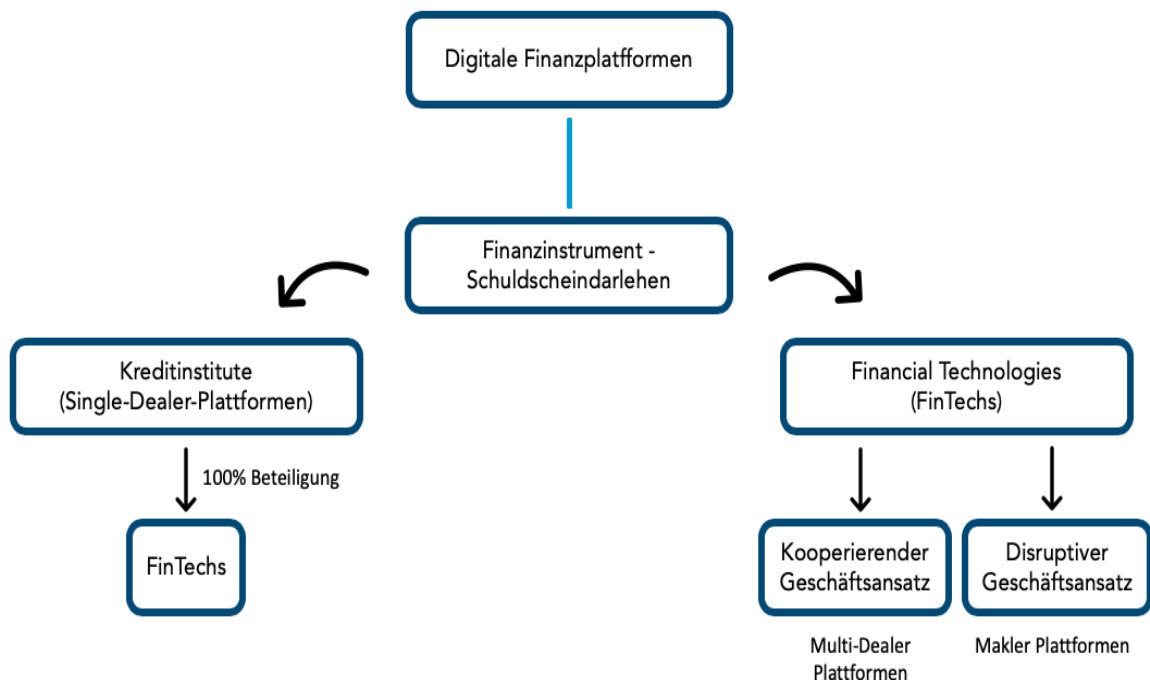 Digitale Finanzplatfformen
Finanzinstrument -
Schuldscheindarlehen
Kreditinstitute
(Single-Dealer-Plattformen)
Financial Technologies
(FinTechs)
100% Beteiligung
FinTechs
Kooperierender
Geschäftsansatz
Disruptiver
Geschäftsansatz
Multi-Dealer
Plattformen
Makler Plattformen